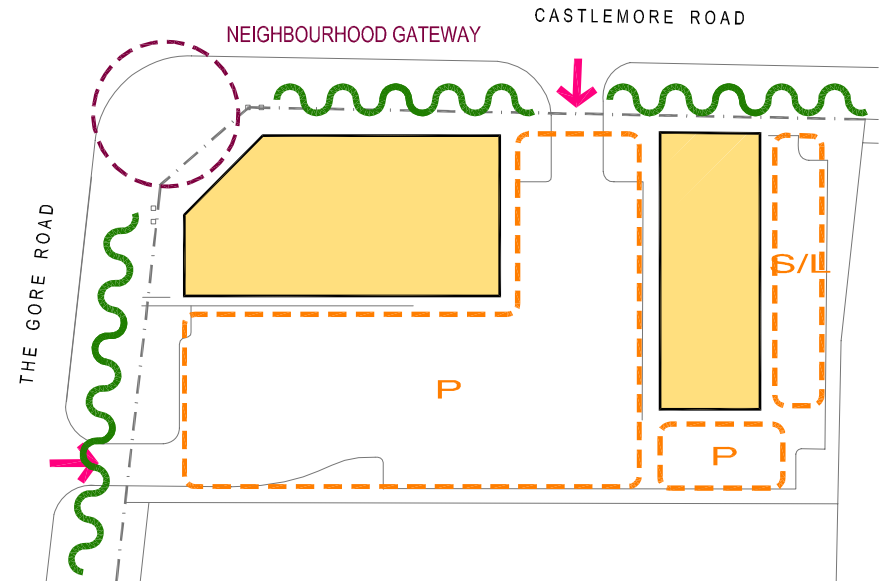 CASTLEMORE ROAD
NEIGHBOURHOOD GATEWAY
THE GORE ROAD
S/L
P
P